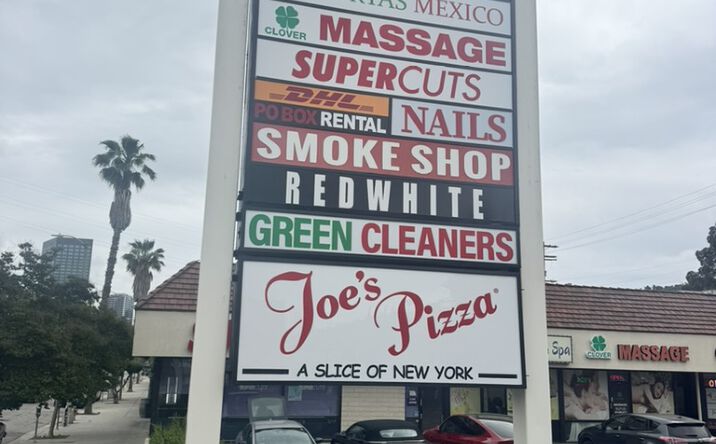 MEXICO
CLOVER
MASSAGE
SUPERCUTS
DHL
PO BOX RENTAL
NAILS
SMOKE SHOP
REDWHITE
GREEN CLEANERS
Joe's Pizza
A SLICE OF NEW YORK
Spa
CLOVER
MASSAGE